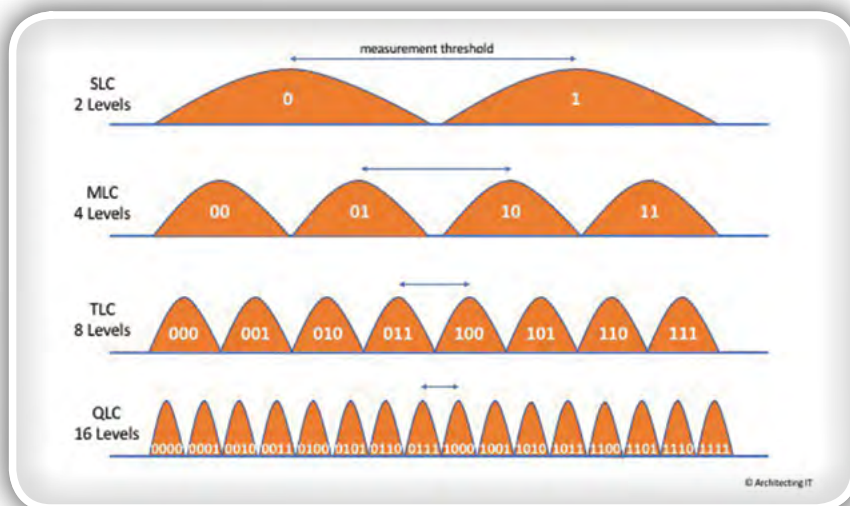 measurement threshold
SLC
2 Levels
0 1
MLC
4 Levels
00 01 10 11
TLC
8 Levels
000 001 010 011 100 101 110 111
QLC
16 Levels
0000 0001 0010 0011 0100 0101 0110 0111 1000 1001 1010 1011 1100 1101 1110 1111
© Architecting IT